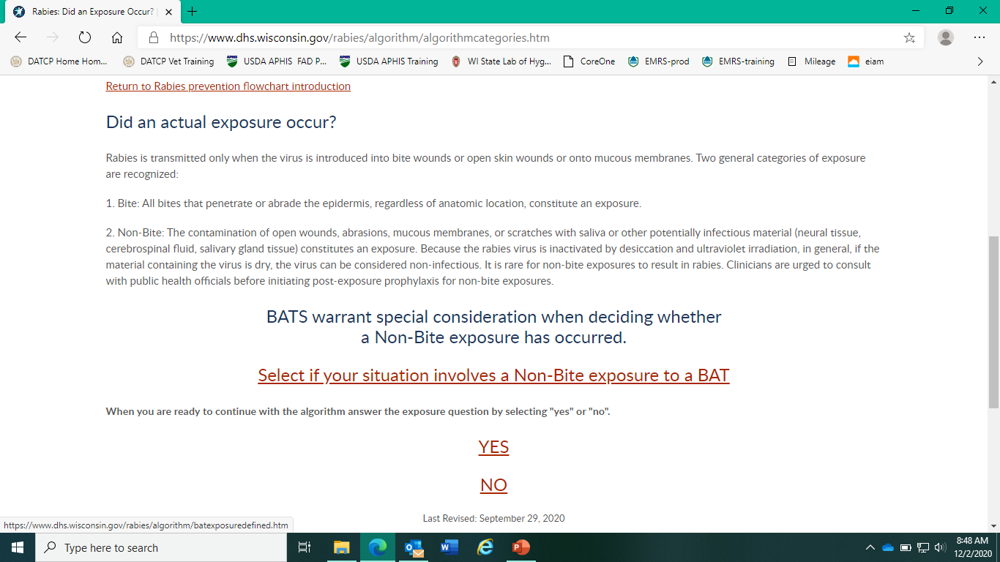 Rabies: Did an Exposure Occur? |
https://www.dhs.wisconsin.gov/rabies/algorithm/algorithmcategories.htm
DATCP Home Hom... DATCP Vet Training USDA APHIS FAD P... USDA APHIS Training WI State Lab of Hyg... CoreOne EMRS-prod EMRS-training Mileage eiam
Return to Rabies prevention flowchart introduction
Did an actual exposure occur?
Rabies is transmitted only when the virus is introduced into bite wounds or open skin wounds or onto mucous membranes. Two general categories of exposure
are recognized:
1. Bite: All bites that penetrate or abrade the epidermis, regardless of anatomic location, constitute an exposure.
2. Non-Bite: The contamination of open wounds, abrasions, mucous membranes, or scratches with saliva or other potentially infectious material (neural tissue,
cerebrospinal fluid, salivary gland tissue) constitutes an exposure. Because the rabies virus is inactivated by desiccation and ultraviolet irradiation, in general, if the
material containing the virus is dry, the virus can be considered non-infectious. It is rare for non-bite exposures to result in rabies. Clinicians are urged to consult
with public health officials before initiating post-exposure prophylaxis for non-bite exposures.
BATS warrant special consideration when deciding whether
a Non-Bite exposure has occurred.
Select if your situation involves a Non-Bite exposure to a BAT
When you are ready to continue with the algorithm answer the exposure question by selecting "yes" or "no".
YES
NO
Last Revised: September 29, 2020
https://www.dhs.wisconsin.gov/rabies/algorithm/batexposuredefined.htm
Type here to search
8:48 AM
12/2/2020